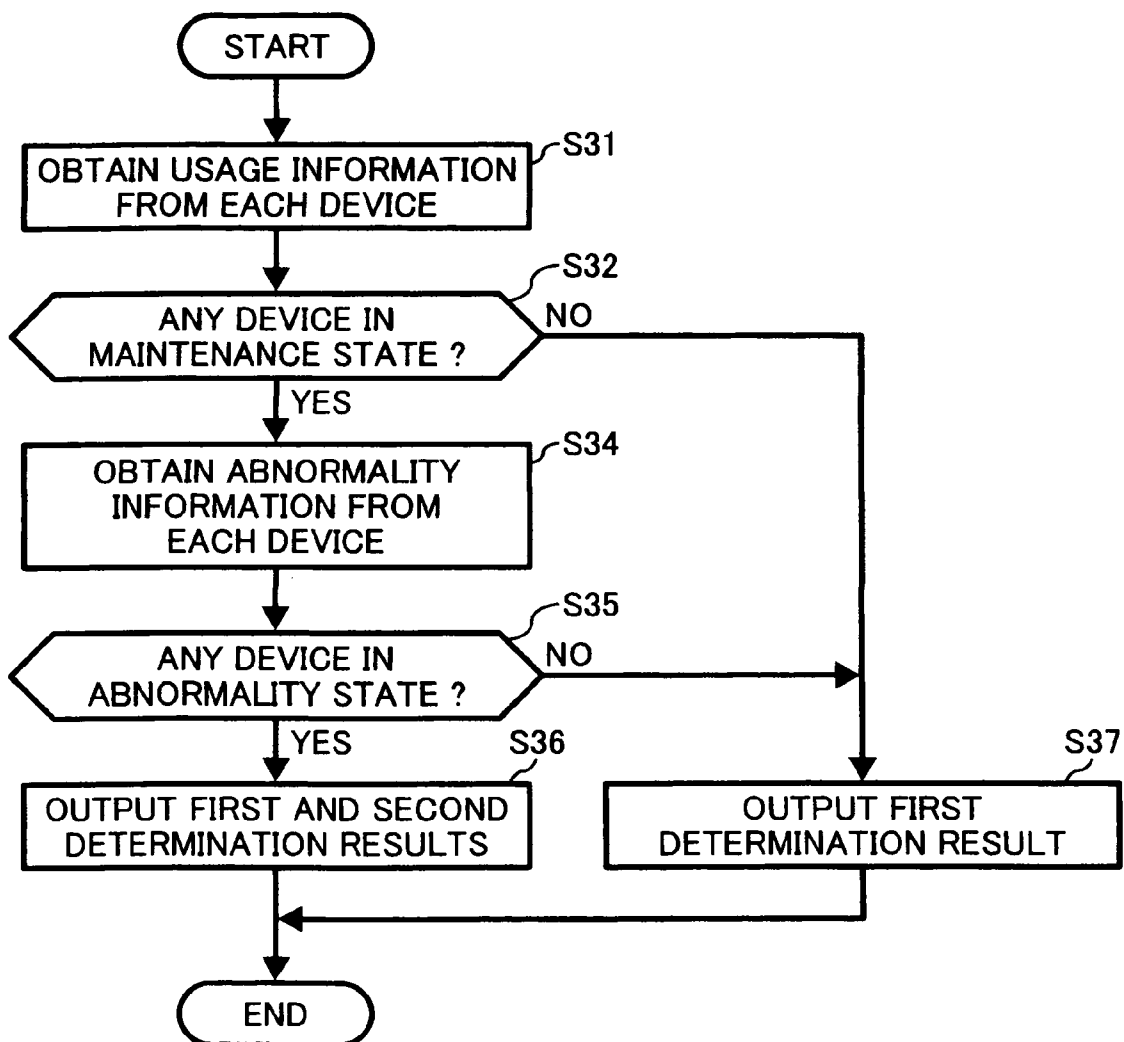 START
S31
OBTAIN USAGE INFORMATION
FROM EACH DEVICE
S32
ANY DEVICE IN
MAINTENANCE STATE ?
NO
YES
S34
OBTAIN ABNORMALITY
INFORMATION FROM
EACH DEVICE
S35
ANY DEVICE IN
ABNORMALITY STATE ?
NO
YES
S36
OUTPUT FIRST AND SECOND
DETERMINATION RESULTS
S37
OUTPUT FIRST
DETERMINATION RESULT
END